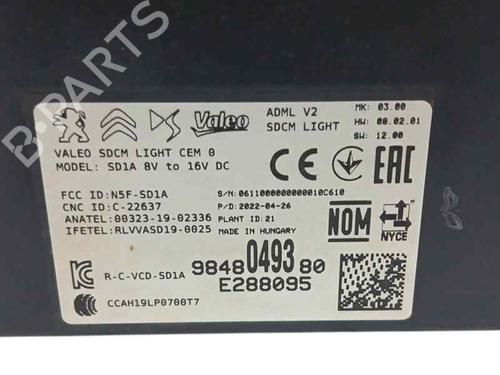 B-PARTS
Valeo
ADML V2
SDCM LIGHT
MK: 03.00
HW: 08.02.01
SW: 12.00
VALEO SDCM LIGHT CEM 0
MODEL: SD1A 8V to 16V DC
CE
EAC
FCC ID:N5F-SD1A
CNC ID:C-22637
ANATEL:00323-19-02336
IFETEL:RLVVASD19-0025
S/N:0611000000000010C610
P/D:2022-04-26
PLANT ID:21
MADE IN HUNGARY
NOM
NYCE
R-C-VCD-SD1A
9848049380
E288095
CCAH19LP0700T7